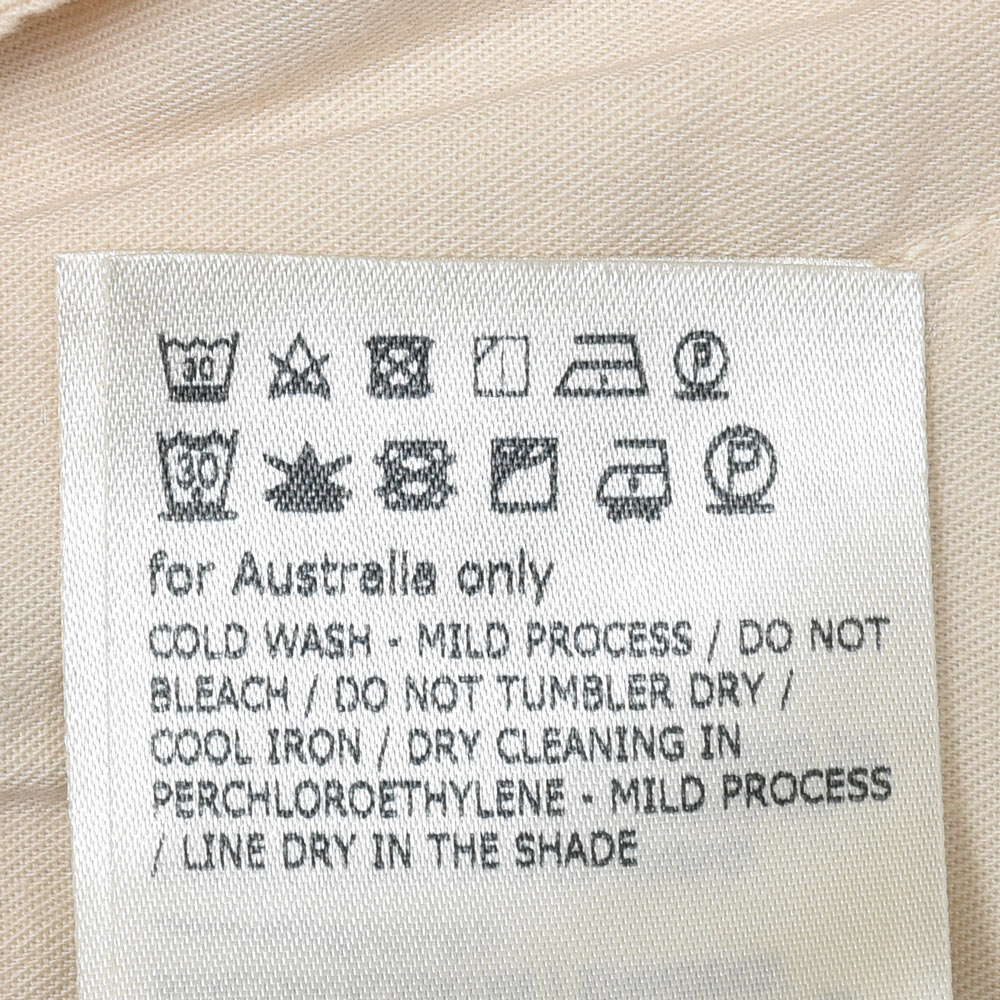 30 P
30 P
for Australia only
COLD WASH - MILD PROCESS / DO NOT
BLEACH / DO NOT TUMBLER DRY /
COOL IRON / DRY CLEANING IN
PERCHLOROETHYLENE - MILD PROCESS
/ LINE DRY IN THE SHADE